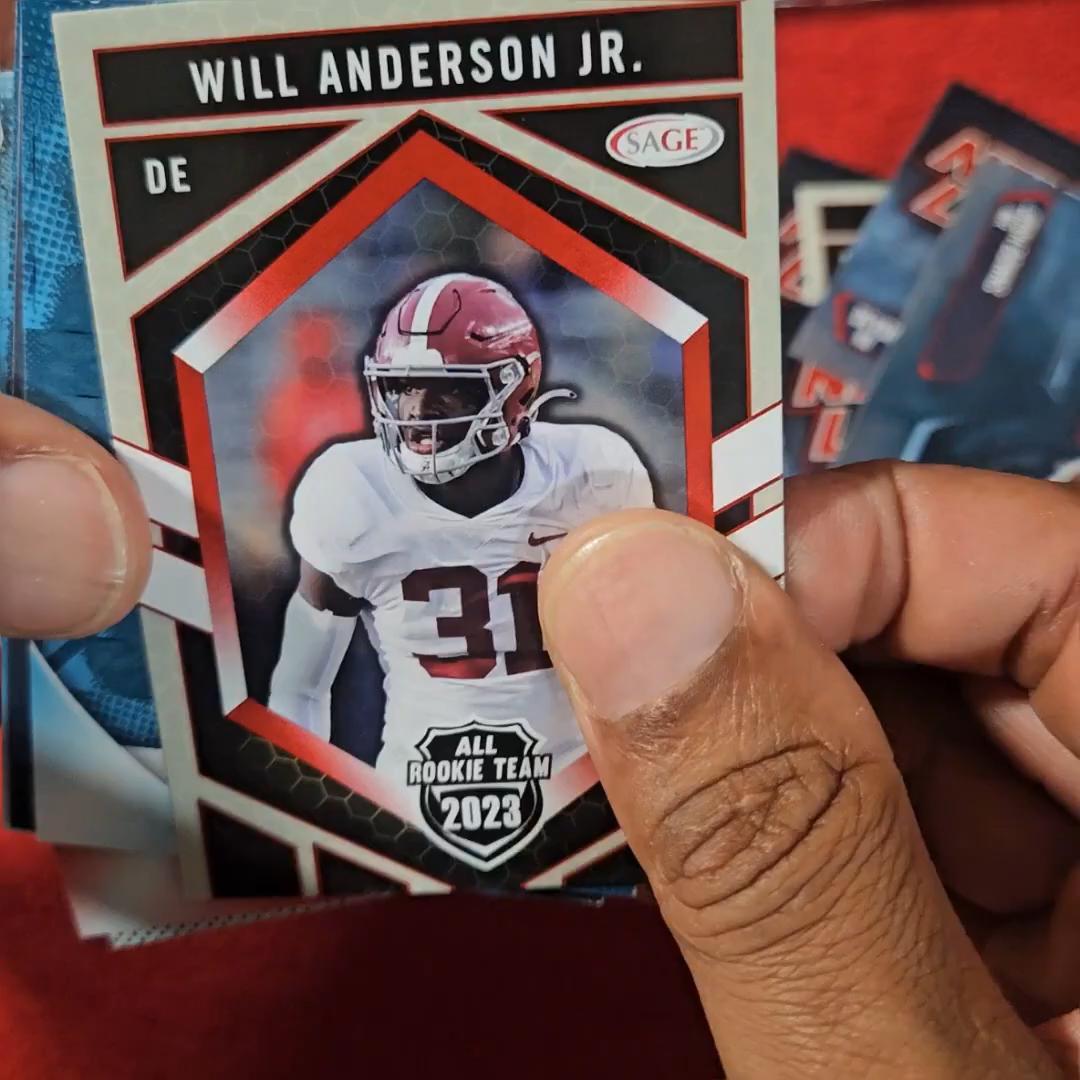 WILL ANDERSON JR.
DE
SAGE
31
ALL
ROOKIE TEAM
2023